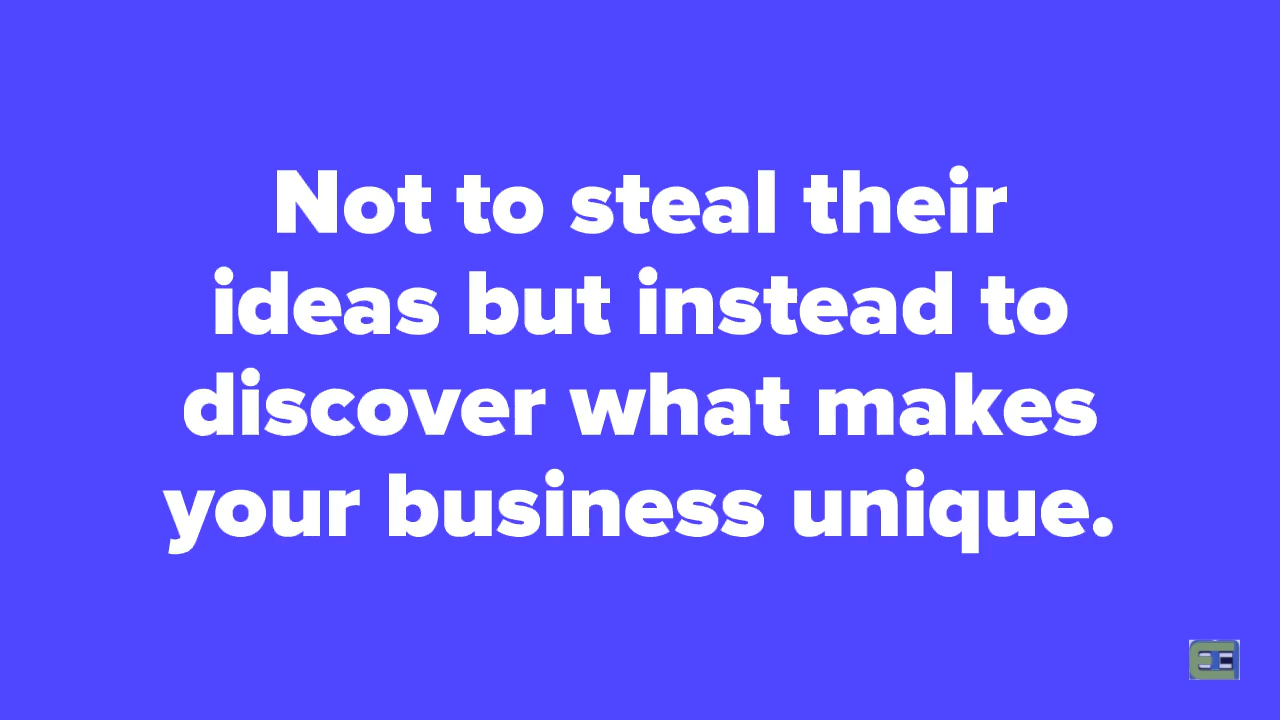 Not to steal their
ideas but instead to
discover what makes
your business unique.